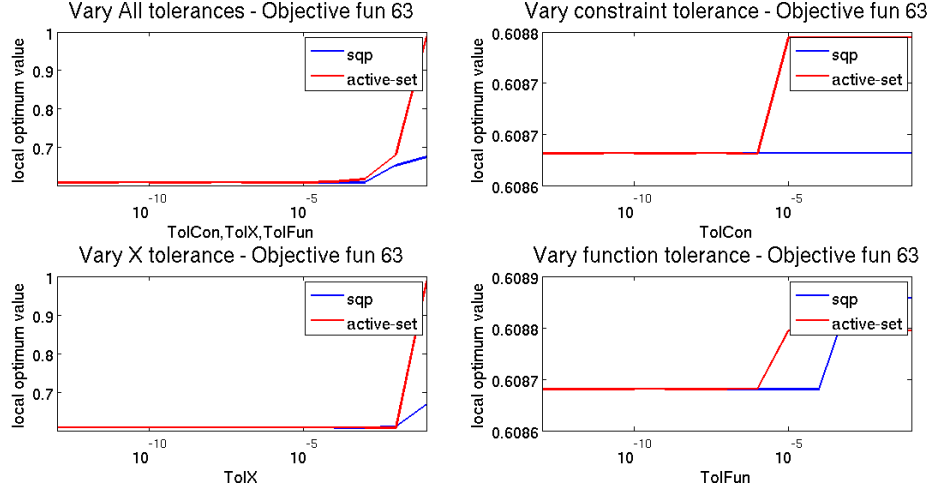 Vary All tolerances - Objective fun 63
local optimum value
1
0.9
0.8
0.7
sqp
active-set
10^-10
10^-5
TolCon,TolX,TolFun
Vary constraint tolerance - Objective fun 63
local optimum value
0.6088
0.6087
0.6087
0.6086
sqp
active-set
10^-10
10^-5
TolCon
Vary X tolerance - Objective fun 63
local optimum value
1
0.9
0.8
0.7
sqp
active-set
10^-10
10^-5
TolX
Vary function tolerance - Objective fun 63
local optimum value
0.6089
0.6088
0.6087
0.6086
sqp
active-set
10^-10
10^-5
TolFun